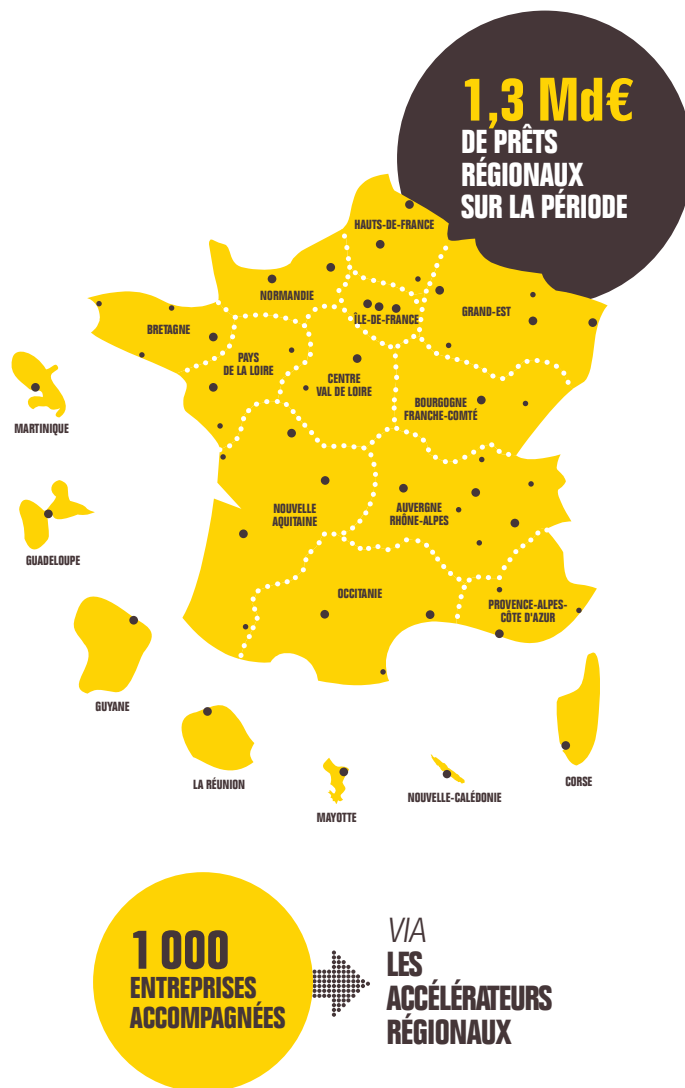 1,3 Md€
DE PRÊTS
RÉGIONAUX
SUR LA PÉRIODE
HAUTS-DE-FRANCE
NORMANDIE
ÎLE-DE-FRANCE
GRAND-EST
BRETAGNE
PAYS
DE LA LOIRE
CENTRE
VAL DE LOIRE
BOURGOGNE
FRANCHE-COMTÉ
MARTINIQUE
NOUVELLE
AQUITAINE
AUVERGNE
RHÔNE-ALPES
GUADELOUPE
OCCITANIE
PROVENCE-ALPES-
CÔTE D'AZUR
GUYANE
LA RÉUNION
MAYOTTE
NOUVELLE-CALÉDONIE
CORSE
1 000
ENTREPRISES
ACCOMPAGNÉES
VIA
LES
ACCÉLÉRATEURS
RÉGIONAUX